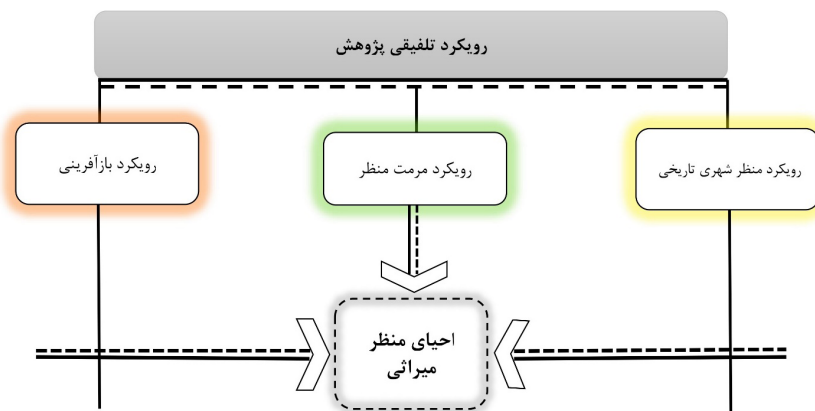 رویکرد تلفیقی پژوهش
رویکرد منظر شهری تاریخی
رویکرد مرمت منظر
رویکرد بازآفرینی
احیای منظر
میراثی